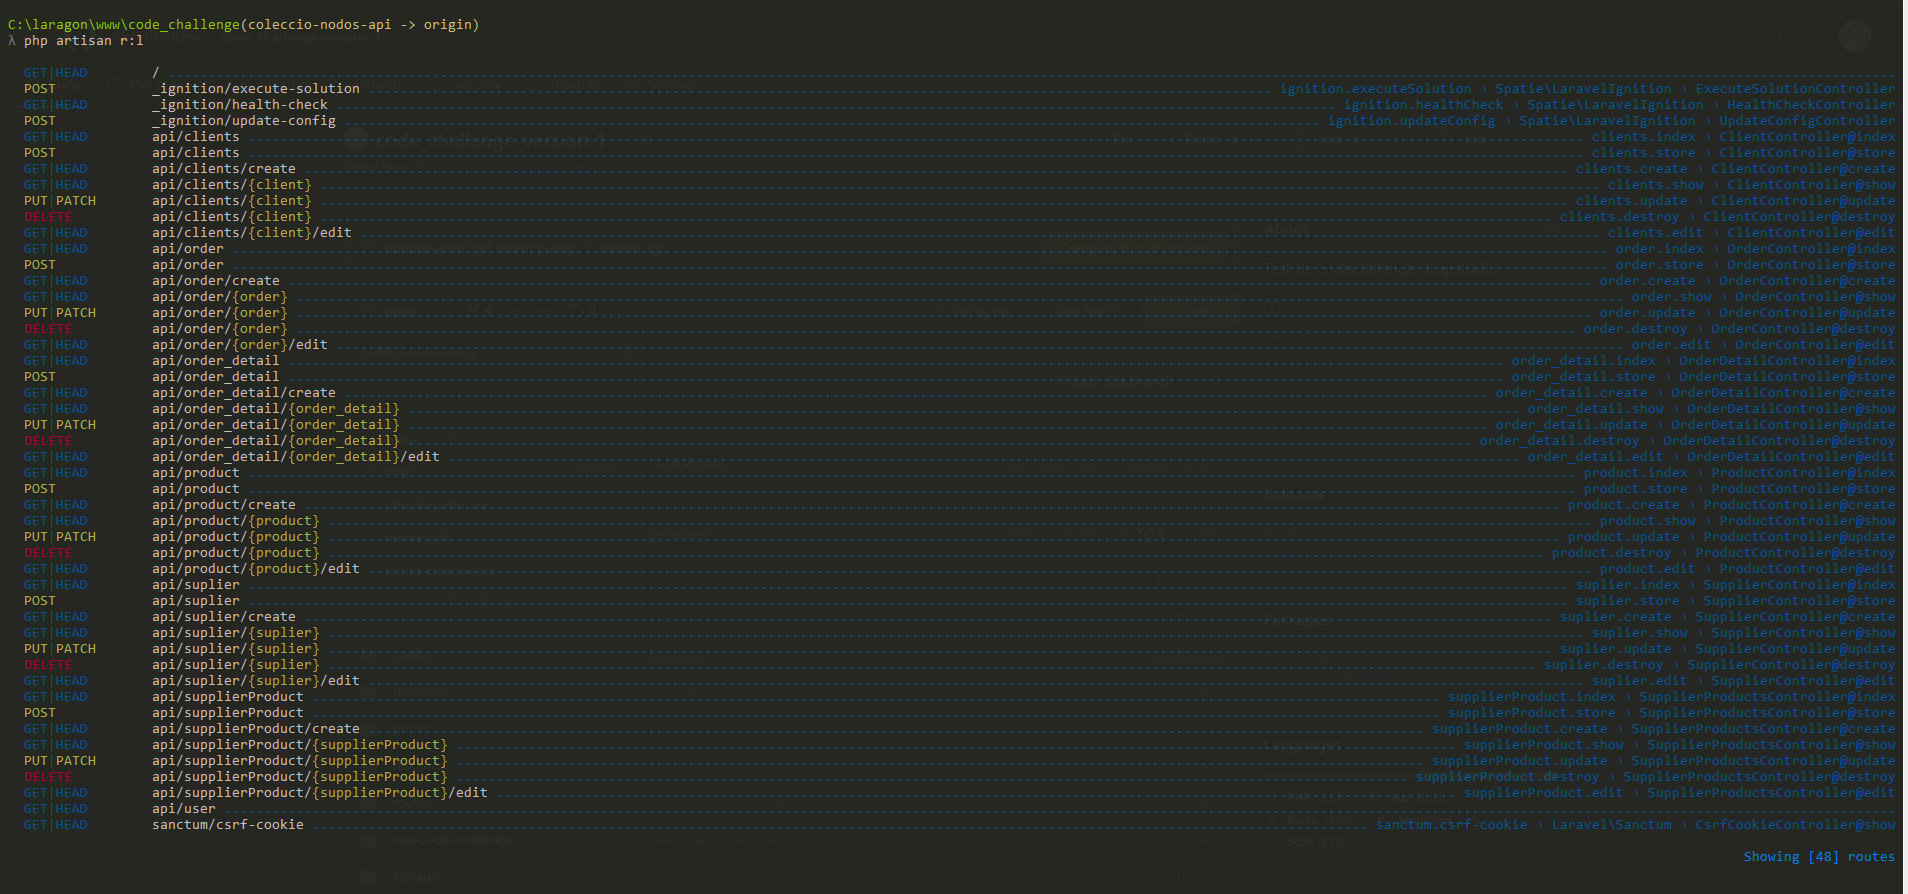 C:\laragon\www\code_challenge(coleccio-nodos-api -> origin)
λ php artisan r:l
GET|HEAD / 
POST _ignition/execute-solution ignition.executeSolution › Spatie\LaravelIgnition › ExecuteSolutionController
GET|HEAD _ignition/health-check ignition.healthCheck › Spatie\LaravelIgnition › HealthCheckController
POST _ignition/update-config ignition.updateConfig › Spatie\LaravelIgnition › UpdateConfigController
GET|HEAD api/clients clients.index › ClientController@index
POST api/clients clients.store › ClientController@store
GET|HEAD api/clients/create clients.create › ClientController@create
GET|HEAD api/clients/{client} clients.show › ClientController@show
PUT|PATCH api/clients/{client} clients.update › ClientController@update
DELETE api/clients/{client} clients.destroy › ClientController@destroy
GET|HEAD api/clients/{client}/edit clients.edit › ClientController@edit
GET|HEAD api/order order.index › OrderController@index
POST api/order order.store › OrderController@store
GET|HEAD api/order/create order.create › OrderController@create
GET|HEAD api/order/{order} order.show › OrderController@show
PUT|PATCH api/order/{order} order.update › OrderController@update
DELETE api/order/{order} order.destroy › OrderController@destroy
GET|HEAD api/order/{order}/edit order.edit › OrderController@edit
GET|HEAD api/order_detail order_detail.index › OrderDetailController@index
POST api/order_detail order_detail.store › OrderDetailController@store
GET|HEAD api/order_detail/create order_detail.create › OrderDetailController@create
GET|HEAD api/order_detail/{order_detail} order_detail.show › OrderDetailController@show
PUT|PATCH api/order_detail/{order_detail} order_detail.update › OrderDetailController@update
DELETE api/order_detail/{order_detail} order_detail.destroy › OrderDetailController@destroy
GET|HEAD api/order_detail/{order_detail}/edit order_detail.edit › OrderDetailController@edit
GET|HEAD api/product product.index › ProductController@index
POST api/product product.store › ProductController@store
GET|HEAD api/product/create product.create › ProductController@create
GET|HEAD api/product/{product} product.show › ProductController@show
PUT|PATCH api/product/{product} product.update › ProductController@update
DELETE api/product/{product} product.destroy › ProductController@destroy
GET|HEAD api/product/{product}/edit product.edit › ProductController@edit
GET|HEAD api/suplier suplier.index › SupplierController@index
POST api/suplier suplier.store › SupplierController@store
GET|HEAD api/suplier/create suplier.create › SupplierController@create
GET|HEAD api/suplier/{suplier} suplier.show › SupplierController@show
PUT|PATCH api/suplier/{suplier} suplier.update › SupplierController@update
DELETE api/suplier/{suplier} suplier.destroy › SupplierController@destroy
GET|HEAD api/suplier/{suplier}/edit suplier.edit › SupplierController@edit
GET|HEAD api/supplierProduct supplierProduct.index › SupplierProductsController@index
POST api/supplierProduct supplierProduct.store › SupplierProductsController@store
GET|HEAD api/supplierProduct/create supplierProduct.create › SupplierProductsController@create
GET|HEAD api/supplierProduct/{supplierProduct} supplierProduct.show › SupplierProductsController@show
PUT|PATCH api/supplierProduct/{supplierProduct} supplierProduct.update › SupplierProductsController@update
DELETE api/supplierProduct/{supplierProduct} supplierProduct.destroy › SupplierProductsController@destroy
GET|HEAD api/supplierProduct/{supplierProduct}/edit supplierProduct.edit › SupplierProductsController@edit
GET|HEAD api/user
GET|HEAD sanctum/csrf-cookie sanctum.csrf-cookie › Laravel\Sanctum › CsrfCookieController@show
Showing [48] routes